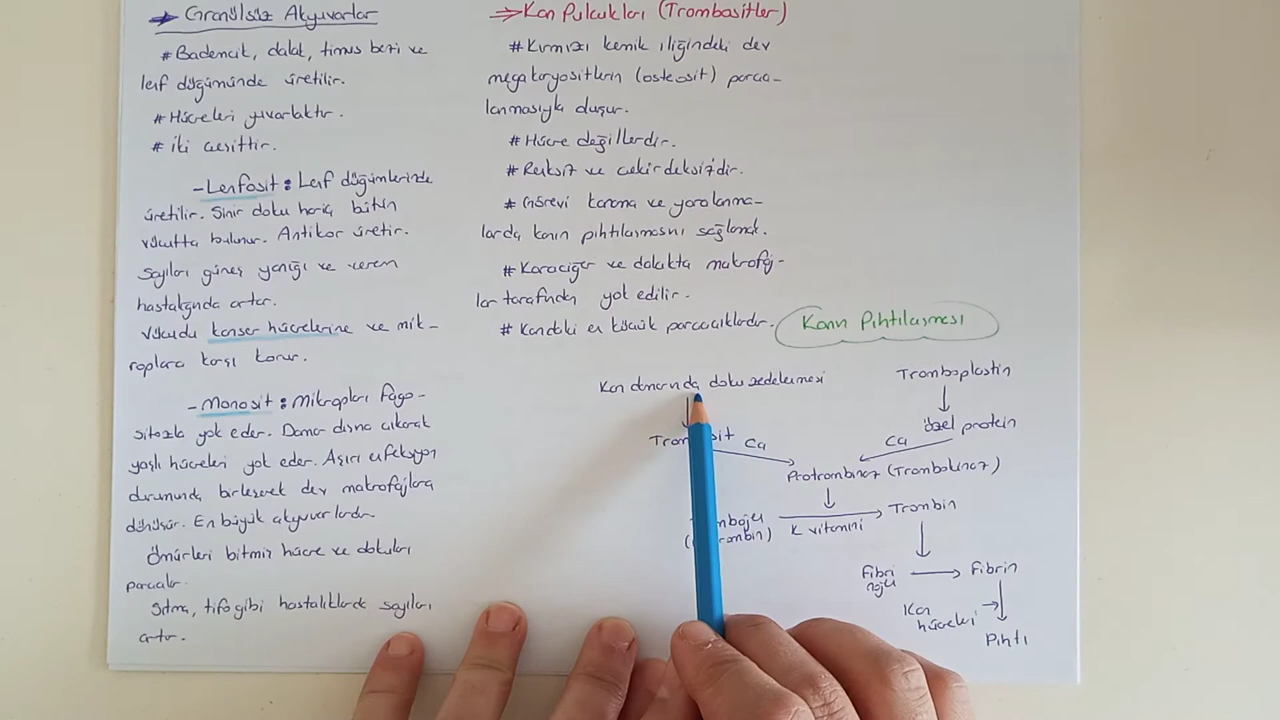 → Granülsüz Akyuvarlar
# Bademcik, dalak, timus bezi ve
lenf düğümünde üretilir.
# Hücreleri yuvarlaktır.
# İki çeşittir.
- Lenfosit : Lenf düğümlerinde
üretilir. Sinir doku hariç bütün
vücutta bulunur. Antikor üretir.
Sayıları güneş yanığı ve verem
hastalığında artar.
Vücudu kanser hücrelerine ve mik-
roplara karşı korur.
- Monosit : Mikropları fago-
sitozla yok eder. Damar dışına çıkarak
yaşlı hücreleri yok eder. Aşırı enfeksiyon
durumunda birleşerek dev makrofajlara
dönüşür. En büyük akyuvarlardır.
Ömürleri bitmiş hücre ve dokuları
parçalar.
Sıtma, tifo gibi hastalıklarda sayıları
artar.
⇒ Kan Pulcukları (Trombositler)
# Kırmızı kemik iliğindeki dev
megakaryositlerin (osteosit) parça-
lanmasıyla oluşur.
# Hücre değillerdir.
# Renksiz ve çekirdeksizdir.
# Görevi kanama ve yaralanma-
larda kanın pıhtılaşmasını sağlamak.
# Karaciğer ve dalakta makrofaj-
lar tarafından yok edilir.
# Kandaki en küçük parçacıklardır.
Kanın Pıhtılaşması
Kan damarında doku zedelenmesi
Tromboplastin
özel protein
Ca
Ca
Protrombinaz (Trombokinaz)
K vitamini
Trombin
Fibri
nojen
Fibrin
Kan
hücreleri
Pıhtı